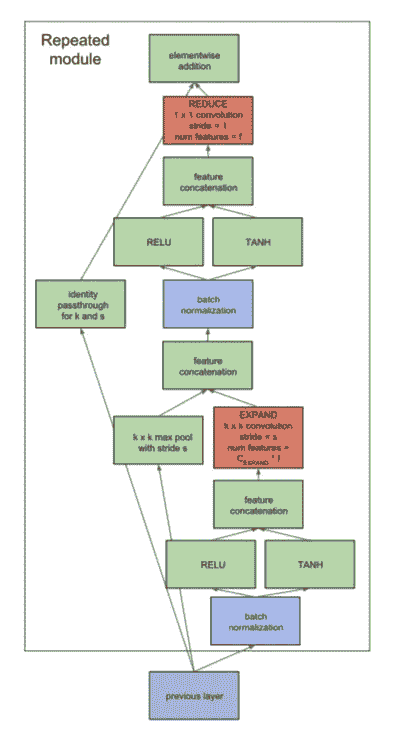 Repeated
module
elementwise
addition
REDUCE
1 x 1 convolution
stride = 1
num features = f
feature
concatenation
RELU
TANH
batch
normalization
identity
passthrough
for k and s
feature
concatenation
k x k max pool
with stride s
EXPAND
k x k convolution
stride = s
num features =
C_EXPAND * f
feature
concatenation
RELU
TANH
batch
normalization
previous layer